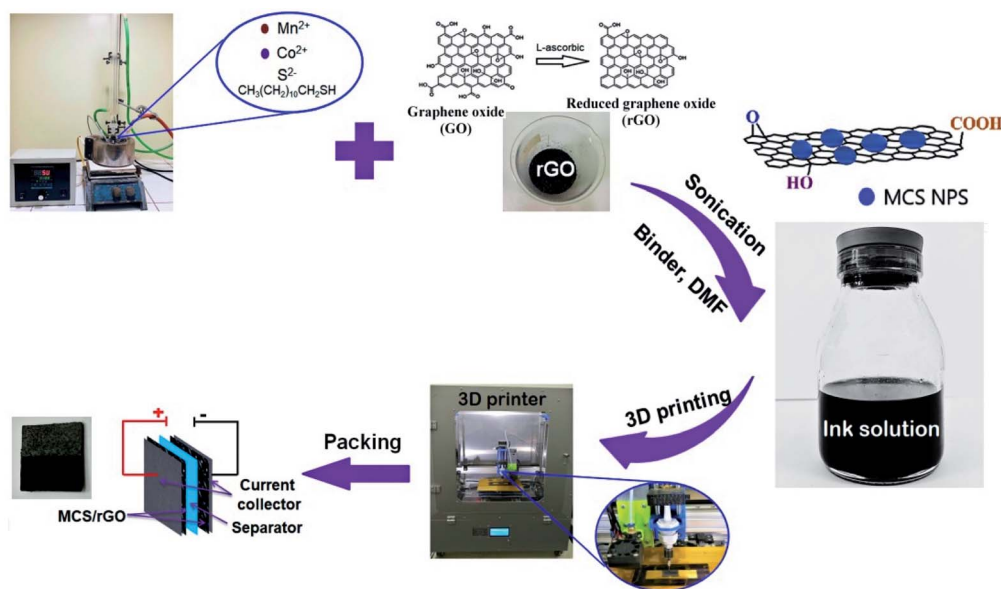 Mn2+
Co2+
S2-
CH3(CH2)10CH2SH
L-ascorbic
Graphene oxide
(GO)
Reduced graphene oxide
(rGO)
rGO
O
COOH
HO
MCS NPS
Sonication
Binder, DMF
Ink solution
3D printing
3D printer
Packing
+
-
Current
collector
Separator
MCS/rGO